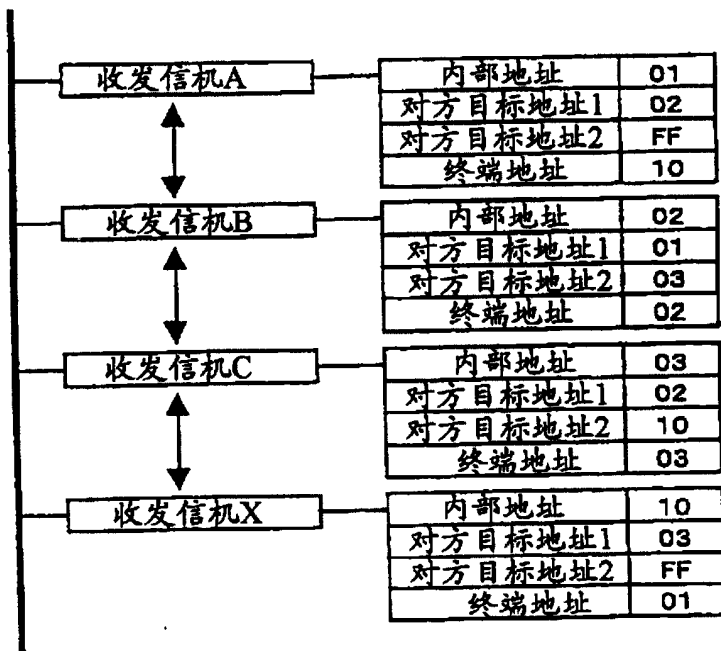 收发信机A
内部地址 01
对方目标地址1 02
对方目标地址2 FF
终端地址 10
收发信机B
内部地址 02
对方目标地址1 01
对方目标地址2 03
终端地址 02
收发信机C
内部地址 03
对方目标地址1 02
对方目标地址2 10
终端地址 03
收发信机X
内部地址 10
对方目标地址1 03
对方目标地址2 FF
终端地址 01